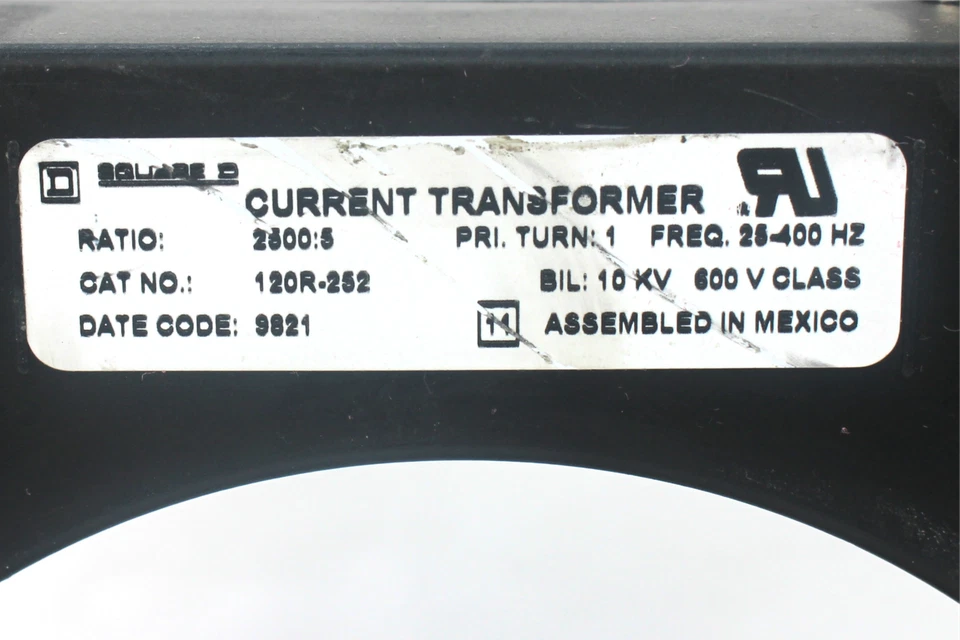 D SQUARE D
CURRENT TRANSFORMER RU
RATIO: 2500:5 PRI. TURN: 1 FREQ. 25-400 HZ
CAT NO.: 120R-252 BIL: 10 KV 600 V CLASS
DATE CODE: 9821 11 ASSEMBLED IN MEXICO